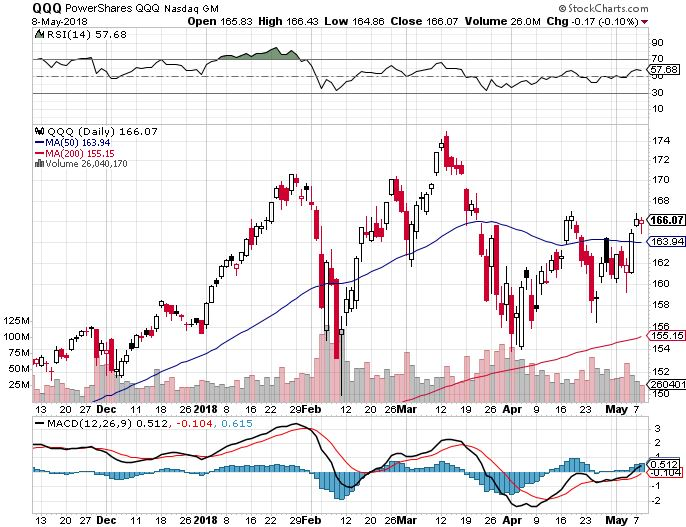 QQQ PowerShares QQQ Nasdaq GM © StockCharts.com
8-May-2018 Open 165.83 High 166.43 Low 164.86 Close 166.07 Volume 26.0M Chg -0.17 (-0.10%)
RSI(14) 57.68
90
70
57.68
50
30
10
QQQ (Daily) 166.07
MA(50) 163.94
MA(200) 155.15
Volume 26,040,170
174
172
170
168
166.07
163.94
162
160
158
156
155.15
154
152
150
125M
100M
75M
50M
25M
260401
13 20 27 Dec 11 18 26 2018 8 16 22 29 Feb 12 20 26 Mar 12 19 26 Apr 9 16 23 May 7
MACD(12,26,9) 0.512, -0.104, 0.615
3
2
1
0.512
-0.104
-1
-2
13 20 27 Dec 11 18 26 2018 8 16 22 29 Feb 12 20 26 Mar 12 19 26 Apr 9 16 23 May 7